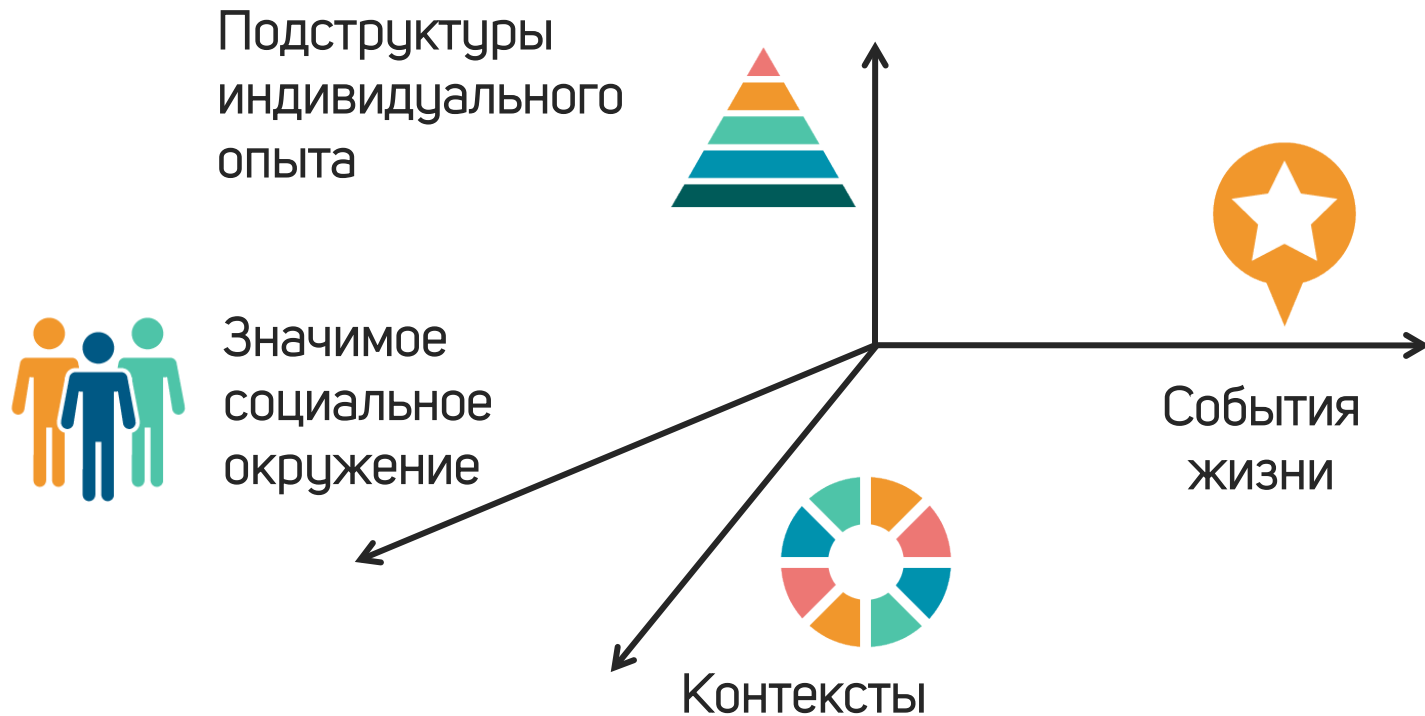 Подструктуры
индивидуального
опыта
Значимое
социальное
окружение
События
жизни
Контексты